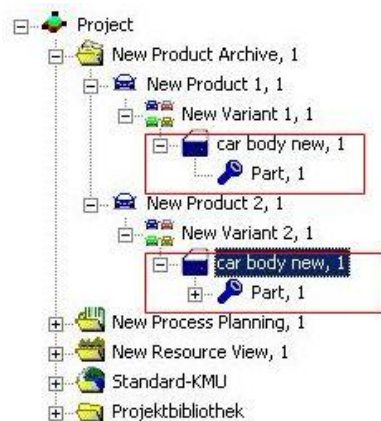 Project
New Product Archive, 1
New Product 1, 1
New Variant 1, 1
car body new, 1
Part, 1
New Product 2, 1
New Variant 2, 1
car body new, 1
Part, 1
New Process Planning, 1
New Resource View, 1
Standard-KMU
Projektbibliothek